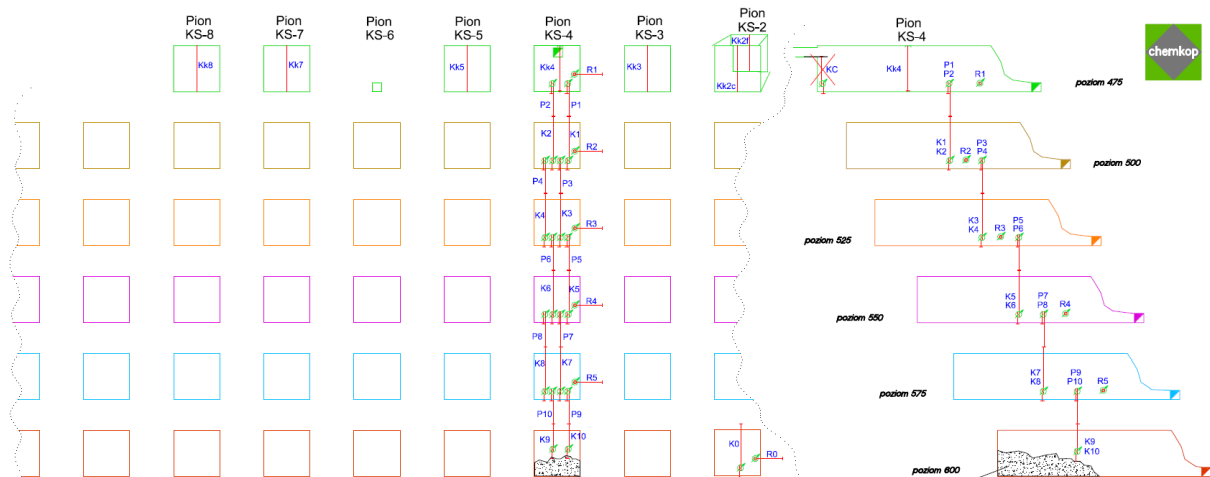 Pion
KS-8
Pion
KS-7
Pion
KS-6
Pion
KS-5
Pion
KS-4
Pion
KS-3
Pion
KS-2
Pion
KS-4
chemkop
Kk8
Kk7
Kk5
Kk4
R1
Kk3
Kk2f
Kk2c
KC
Kk4
P1
P2
R1
poziom 475
P2
P1
K2
K1
R2
K1
K2
R2
P3
P4
poziom 500
P4
P3
K4
K3
R3
poziom 525
K3
K4
R3
P5
P6
P6
P5
K6
K5
R4
poziom 550
K5
K6
P7
P8
R4
P8
P7
K8
K7
R5
poziom 575
K7
K8
P9
P10
R5
P10
P9
K9
K10
K0
R0
poziom 600
K9
K10